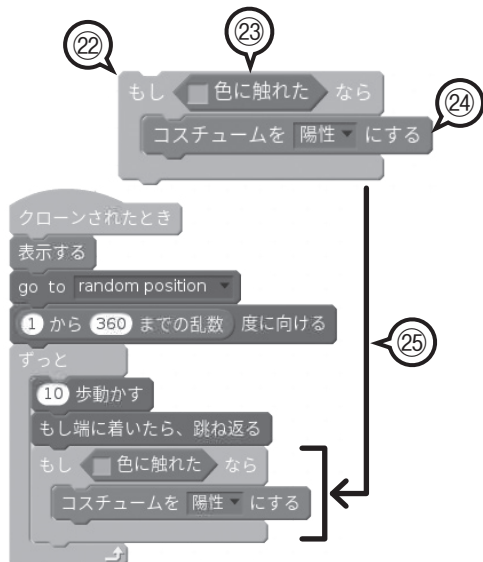 ㉒
㉓
もし 色に触れた なら
㉔
コスチュームを 陽性 にする
クローンされたとき
表示する
go to random position
1 から 360 までの乱数 度に向ける
㉕
ずっと
10 歩動かす
もし端に着いたら、跳ね返る
もし 色に触れた なら
コスチュームを 陽性 にする